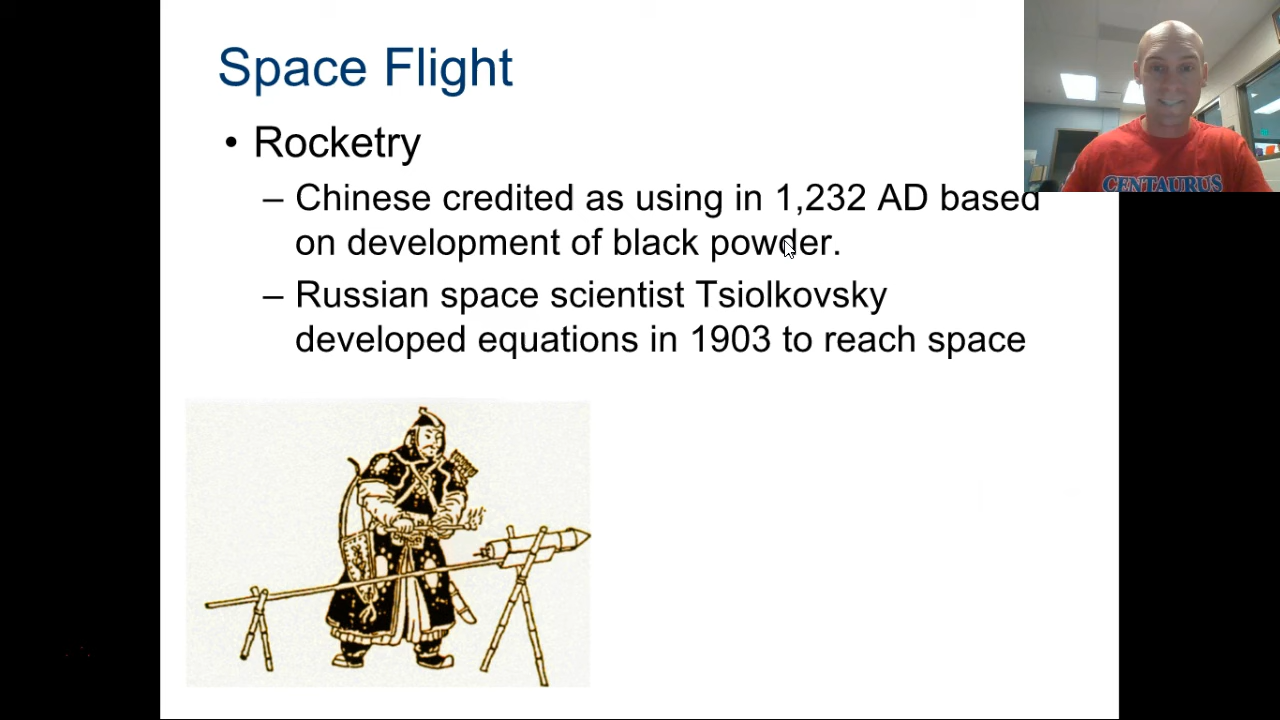 Space Flight
• Rocketry
– Chinese credited as using in 1,232 AD based
on development of black powder.
– Russian space scientist Tsiolkovsky
developed equations in 1903 to reach space
CENTAURUS